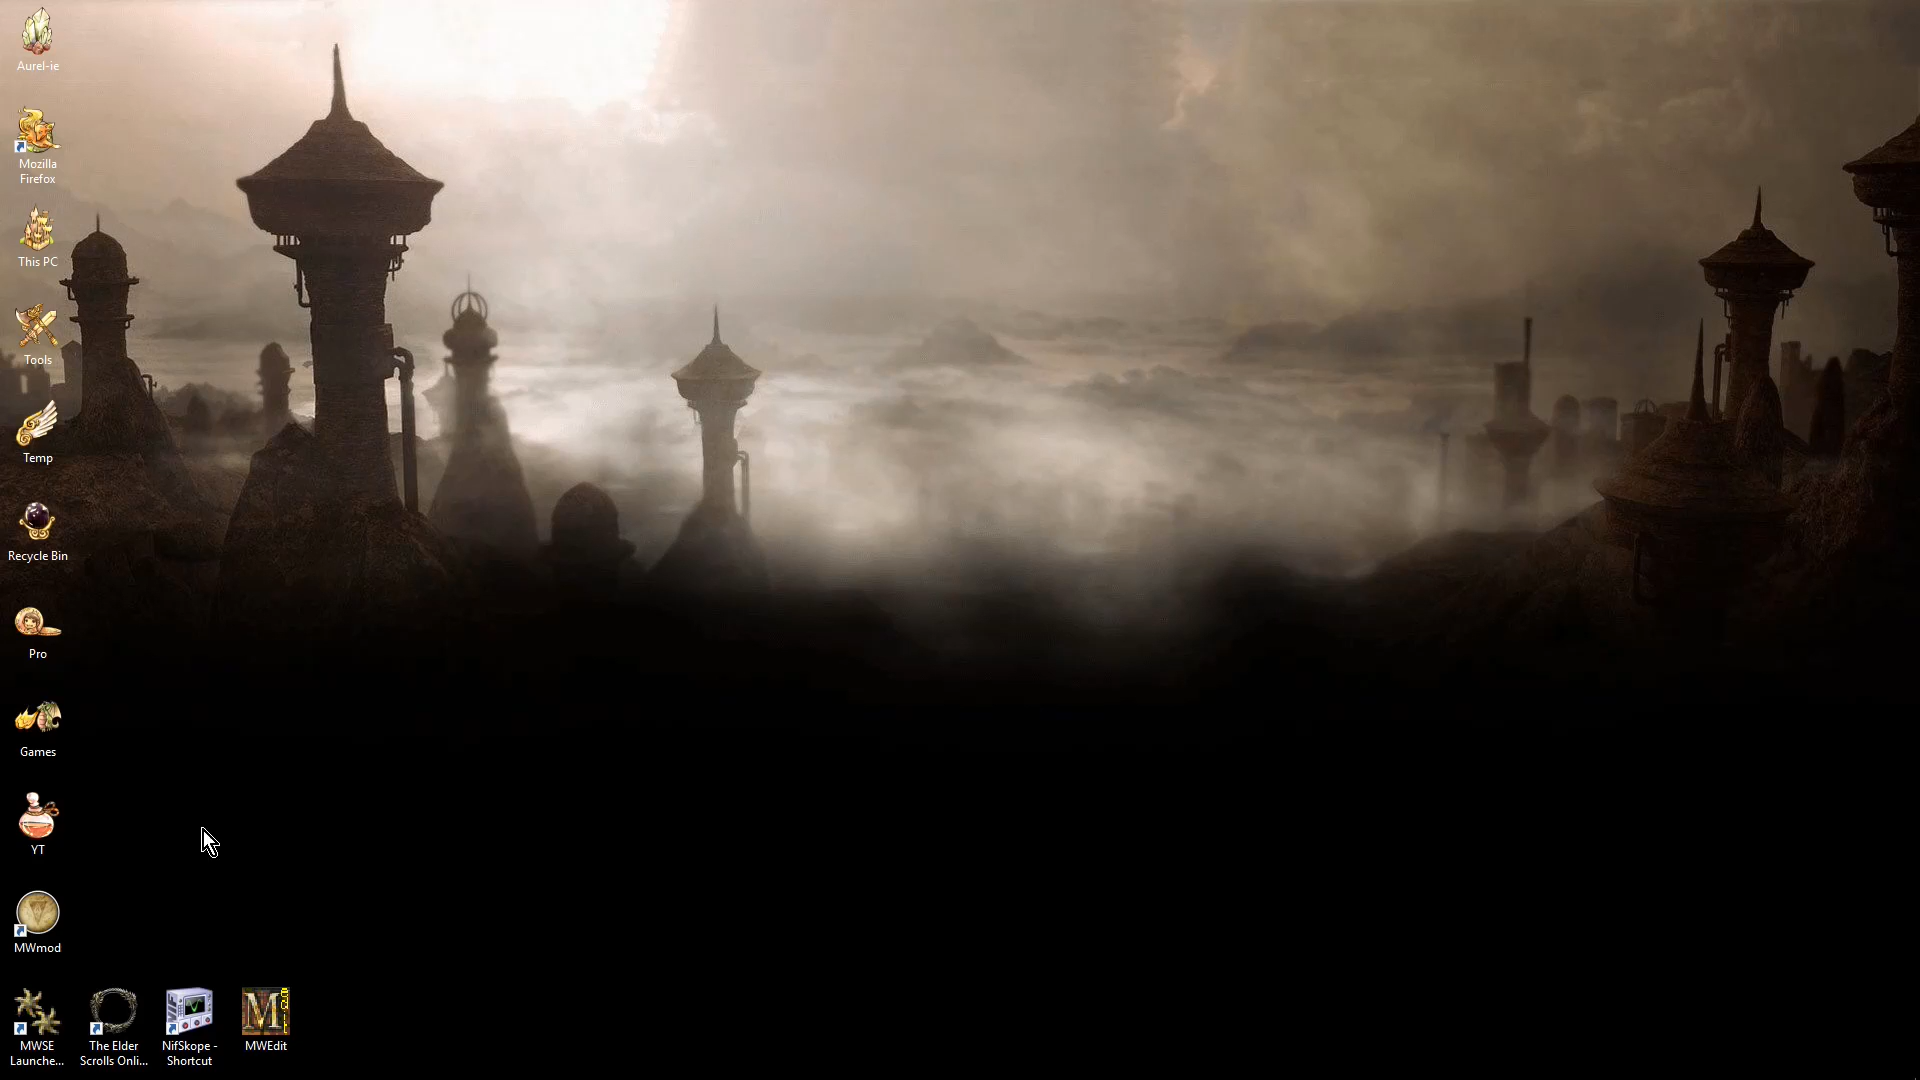 Aurel-ie
Mozilla
Firefox
This PC
Tools
Temp
Recycle Bin
Pro
Games
YT
MWmod
MWSE
Launche...
The Elder
Scrolls Onli...
NifSkope -
Shortcut
MWEdit